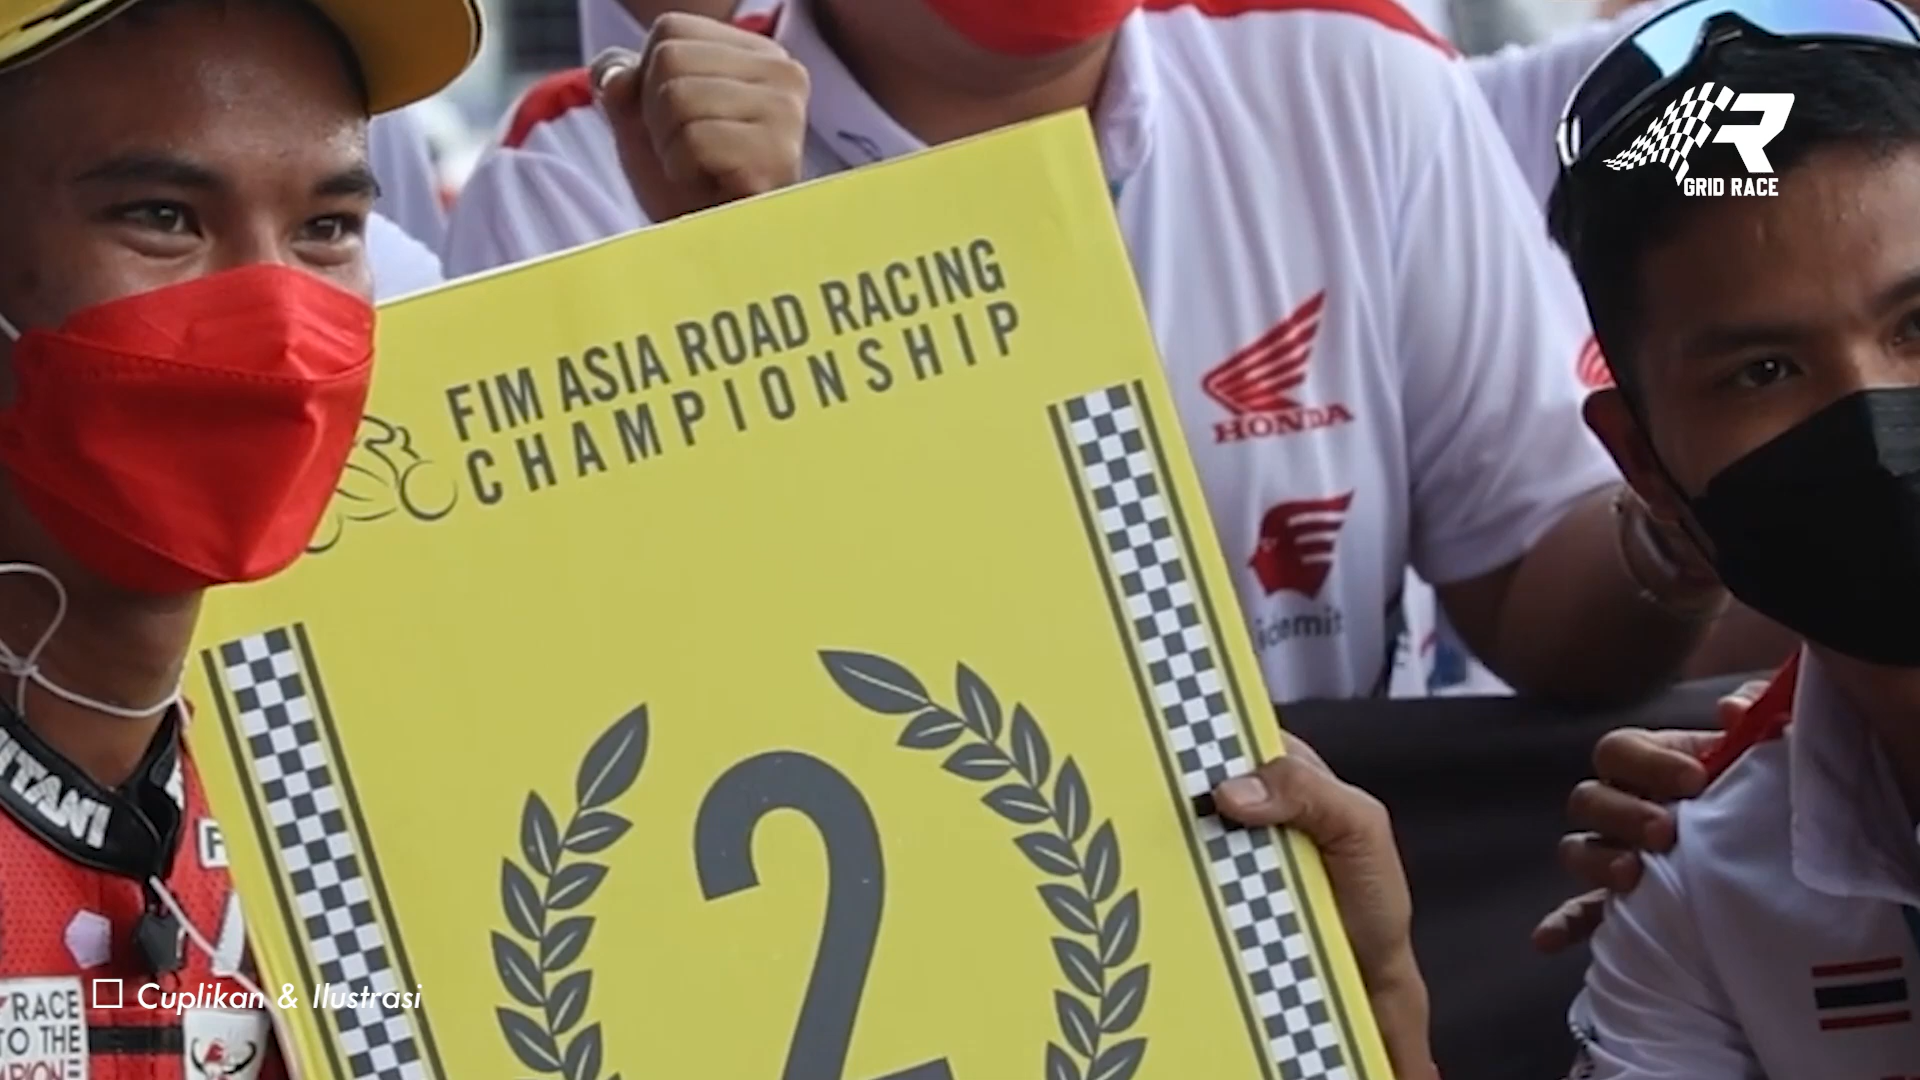 GRID RACE
FIM ASIA ROAD RACING
CHAMPIONSHIP
HONDA
2
Cuplikan & Ilustrasi
RACE
TO THE